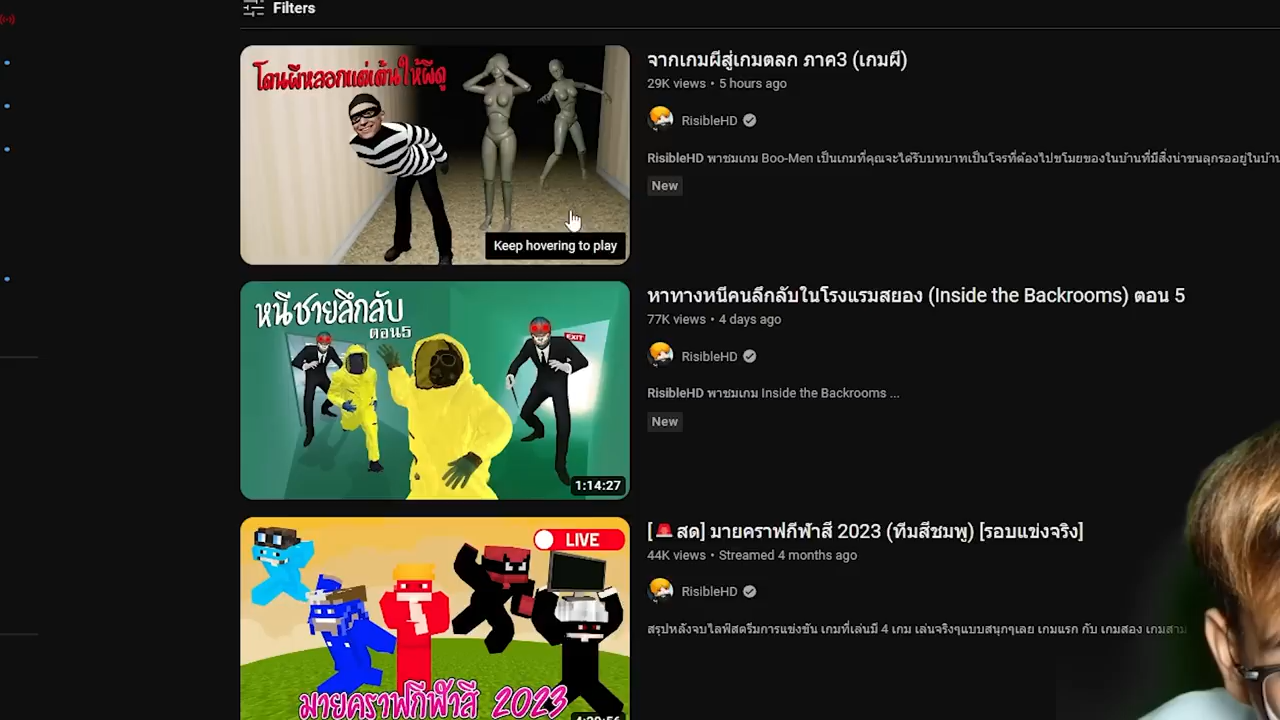 Filters
โดนผีหลอกแต่เต้นให้ผีดู
Keep hovering to play
จากเกมผีสู่เกมตลก ภาค3 (เกมผี)
29K views • 5 hours ago
RisibleHD
RisibleHD พาชมเกม Boo-Men เป็นเกมที่คุณจะได้รับบทบาทเป็นโจรที่ต้องไปขโมยของในบ้านที่มีสิ่งน่าขนลุกรออยู่ในบ้าน
New
หนีชายลึกลับ
ตอน5
EXIT
1:14:27
หาทางหนีคนลึกลับในโรงแรมสยอง (Inside the Backrooms) ตอน 5
77K views • 4 days ago
RisibleHD
RisibleHD พาชมเกม Inside the Backrooms ...
New
LIVE
มายคราฟกีฬาสี 2023
[🚨 สด] มายคราฟกีฬาสี 2023 (ทีมสีชมพู) [รอบแข่งจริง]
44K views • Streamed 4 months ago
RisibleHD
สรุปหลังจบไลฟ์สตรีมการแข่งขัน เกมที่เล่นมี 4 เกม เล่นจริงๆแบบสนุกๆเลย เกมแรก กับ เกมสอง เกมสาม